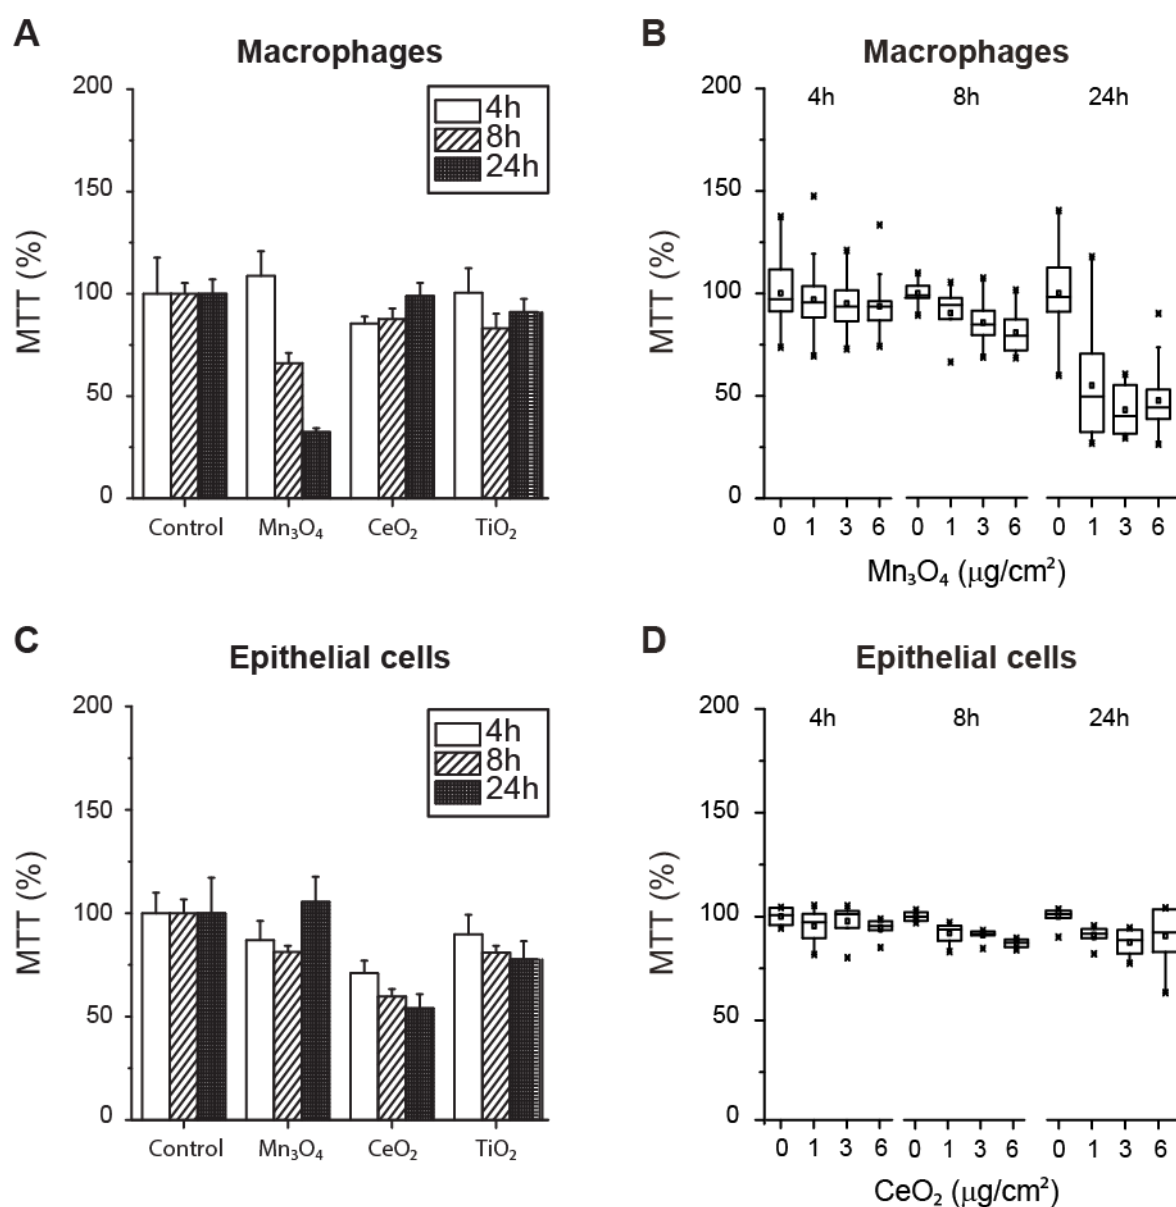 A
Macrophages
MTT (%)
200
150
100
50
0
4h
8h
24h
Control
Mn₃O₄
CeO₂
TiO₂
B
Macrophages
MTT (%)
200
150
100
50
0
4h 8h 24h
0 1 3 6 0 1 3 6 0 1 3 6
Mn₃O₄ (μg/cm²)
C
Epithelial cells
MTT (%)
200
150
100
50
0
4h
8h
24h
Control
Mn₃O₄
CeO₂
TiO₂
D
Epithelial cells
MTT (%)
200
150
100
50
0
4h 8h 24h
0 1 3 6 0 1 3 6 0 1 3 6
CeO₂ (μg/cm²)